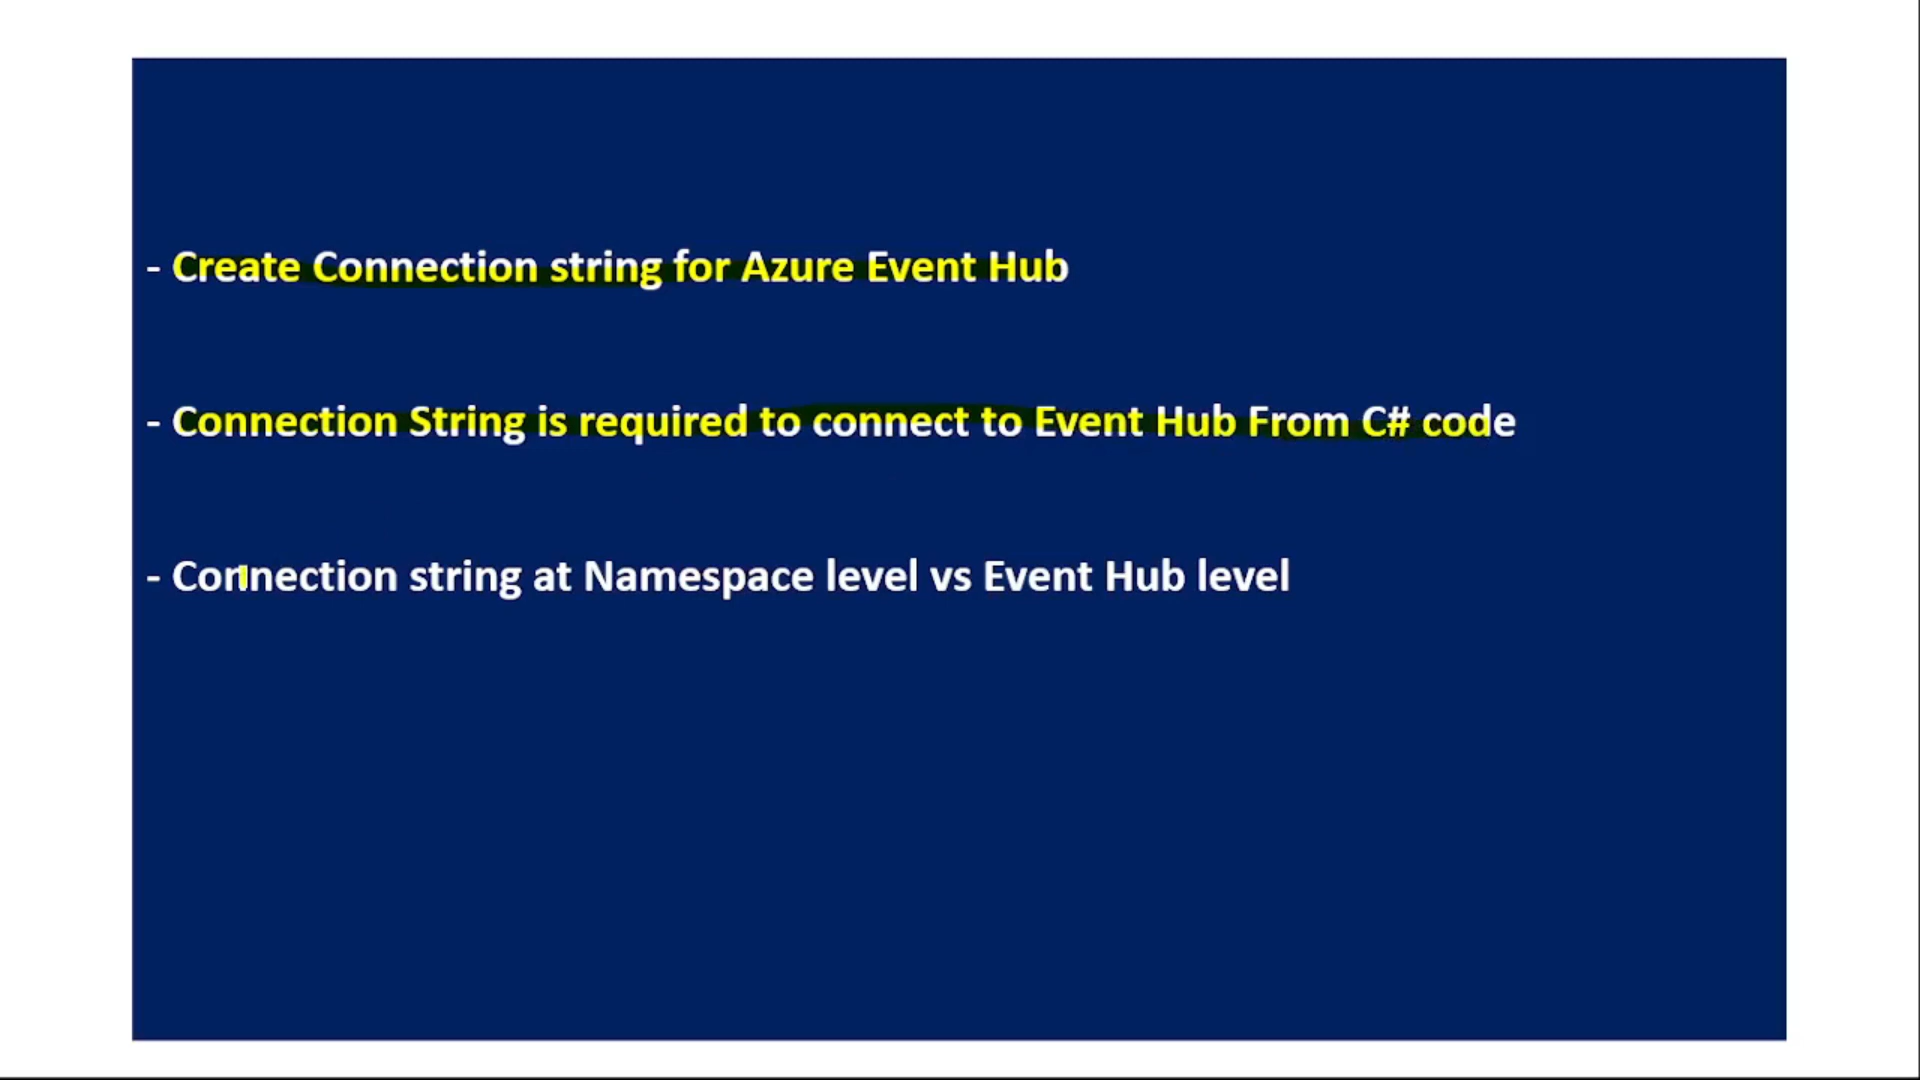 - Create Connection string for Azure Event Hub
- Connection String is required to connect to Event Hub From C# code
- Connection string at Namespace level vs Event Hub level